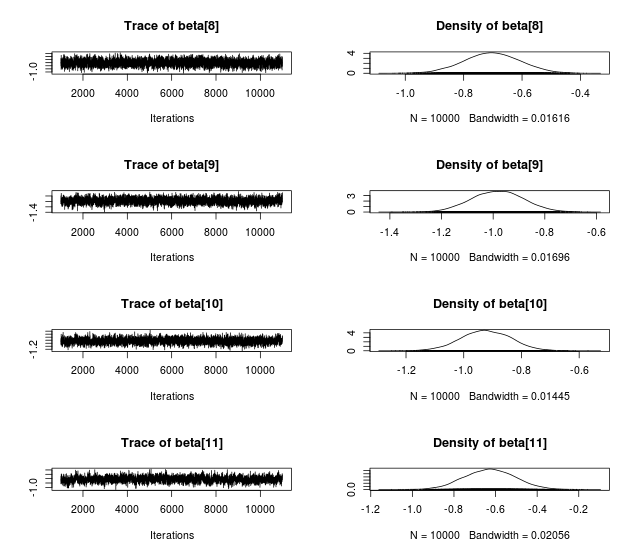 Trace of beta[8]
-1.0
2000 4000 6000 8000 10000
Iterations
Density of beta[8]
0 4
-1.0 -0.8 -0.6 -0.4
N = 10000 Bandwidth = 0.01616
Trace of beta[9]
-1.4
2000 4000 6000 8000 10000
Iterations
Density of beta[9]
0 3
-1.4 -1.2 -1.0 -0.8 -0.6
N = 10000 Bandwidth = 0.01696
Trace of beta[10]
-1.2
2000 4000 6000 8000 10000
Iterations
Density of beta[10]
0 4
-1.2 -1.0 -0.8 -0.6
N = 10000 Bandwidth = 0.01445
Trace of beta[11]
-1.0
2000 4000 6000 8000 10000
Iterations
Density of beta[11]
0.0
-1.2 -1.0 -0.8 -0.6 -0.4 -0.2
N = 10000 Bandwidth = 0.02056